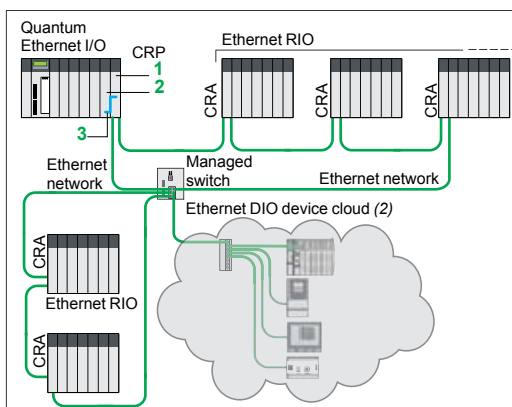 Quantum
Ethernet I/O
CRP
1
2
3
Ethernet RIO
CRA
CRA
CRA
Ethernet
network
Managed
switch
Ethernet network
Ethernet DIO device cloud (2)
CRA
Ethernet RIO
CRA